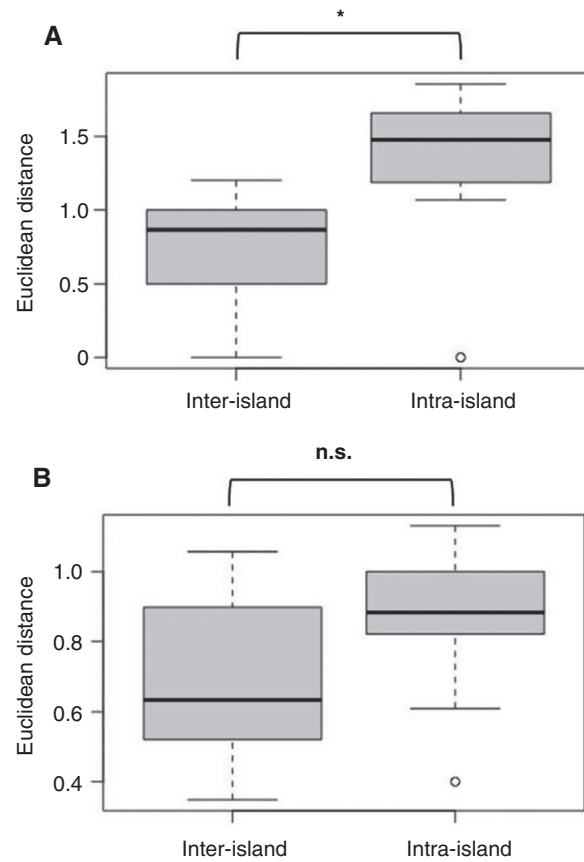 A
*
Euclidean distance
1.5
1.0
0.5
0
Inter-island
Intra-island
B
n.s.
Euclidean distance
1.0
0.8
0.6
0.4
Inter-island
Intra-island